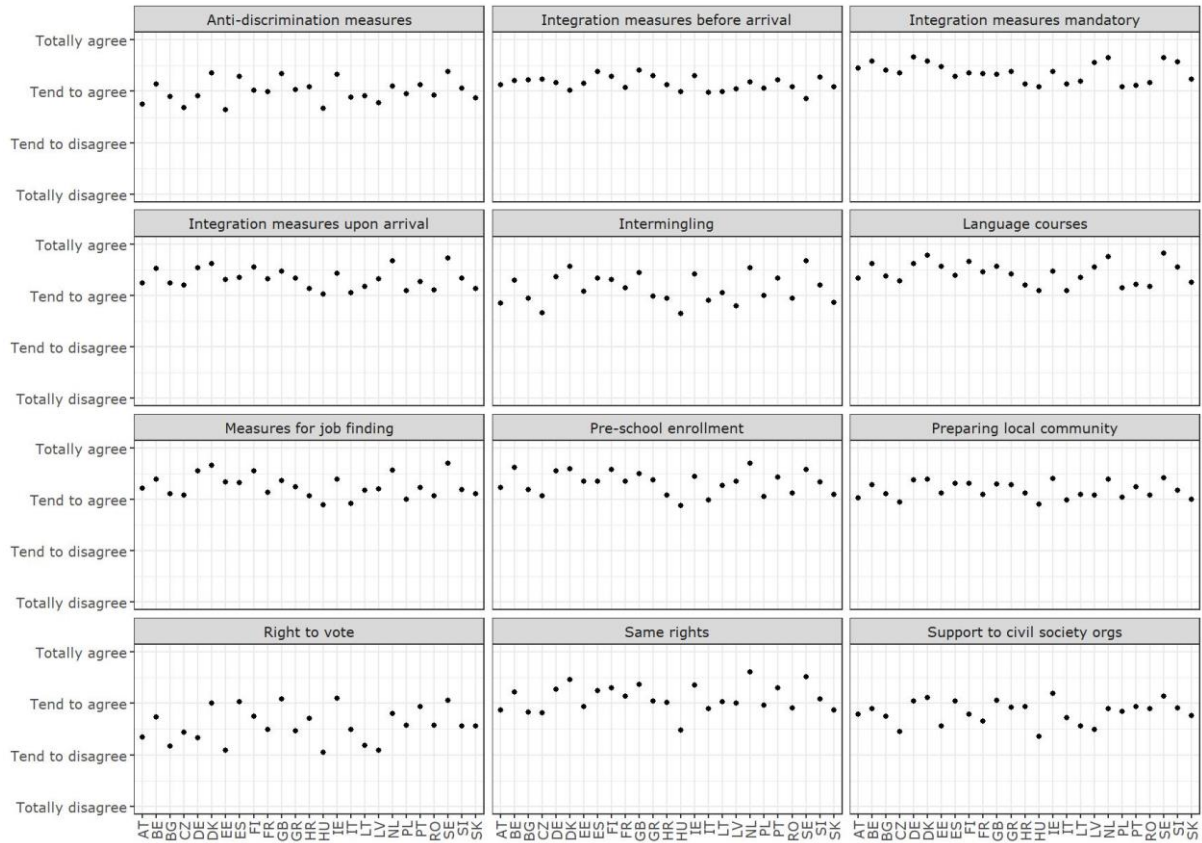 Anti-discrimination measures Integration measures before arrival Integration measures mandatory
Totally agree
Tend to agree
Tend to disagree
Totally disagree
Integration measures upon arrival Intermingling Language courses
Totally agree
Tend to agree
Tend to disagree
Totally disagree
Measures for job finding Pre-school enrollment Preparing local community
Totally agree
Tend to agree
Tend to disagree
Totally disagree
Right to vote Same rights Support to civil society orgs
Totally agree
Tend to agree
Tend to disagree
Totally disagree
AT BE BG CZ DE DK EE ES FI FR GB GR HR HU IE IT LT LV NL PL PT RO SE SI SK AT BE BG CZ DE DK EE ES FI FR GB GR HR HU IE IT LT LV NL PL PT RO SE SI SK AT BE BG CZ DE DK EE ES FI FR GB GR HR HU IE IT LT LV NL PL PT RO SE SI SK